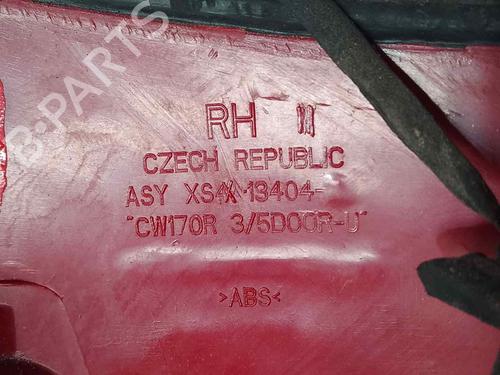 B-PARTS
RH
CZECH REPUBLIC
ASY XS4X-13404-
"CW170R 3/5DOOR-U"
>ABS<